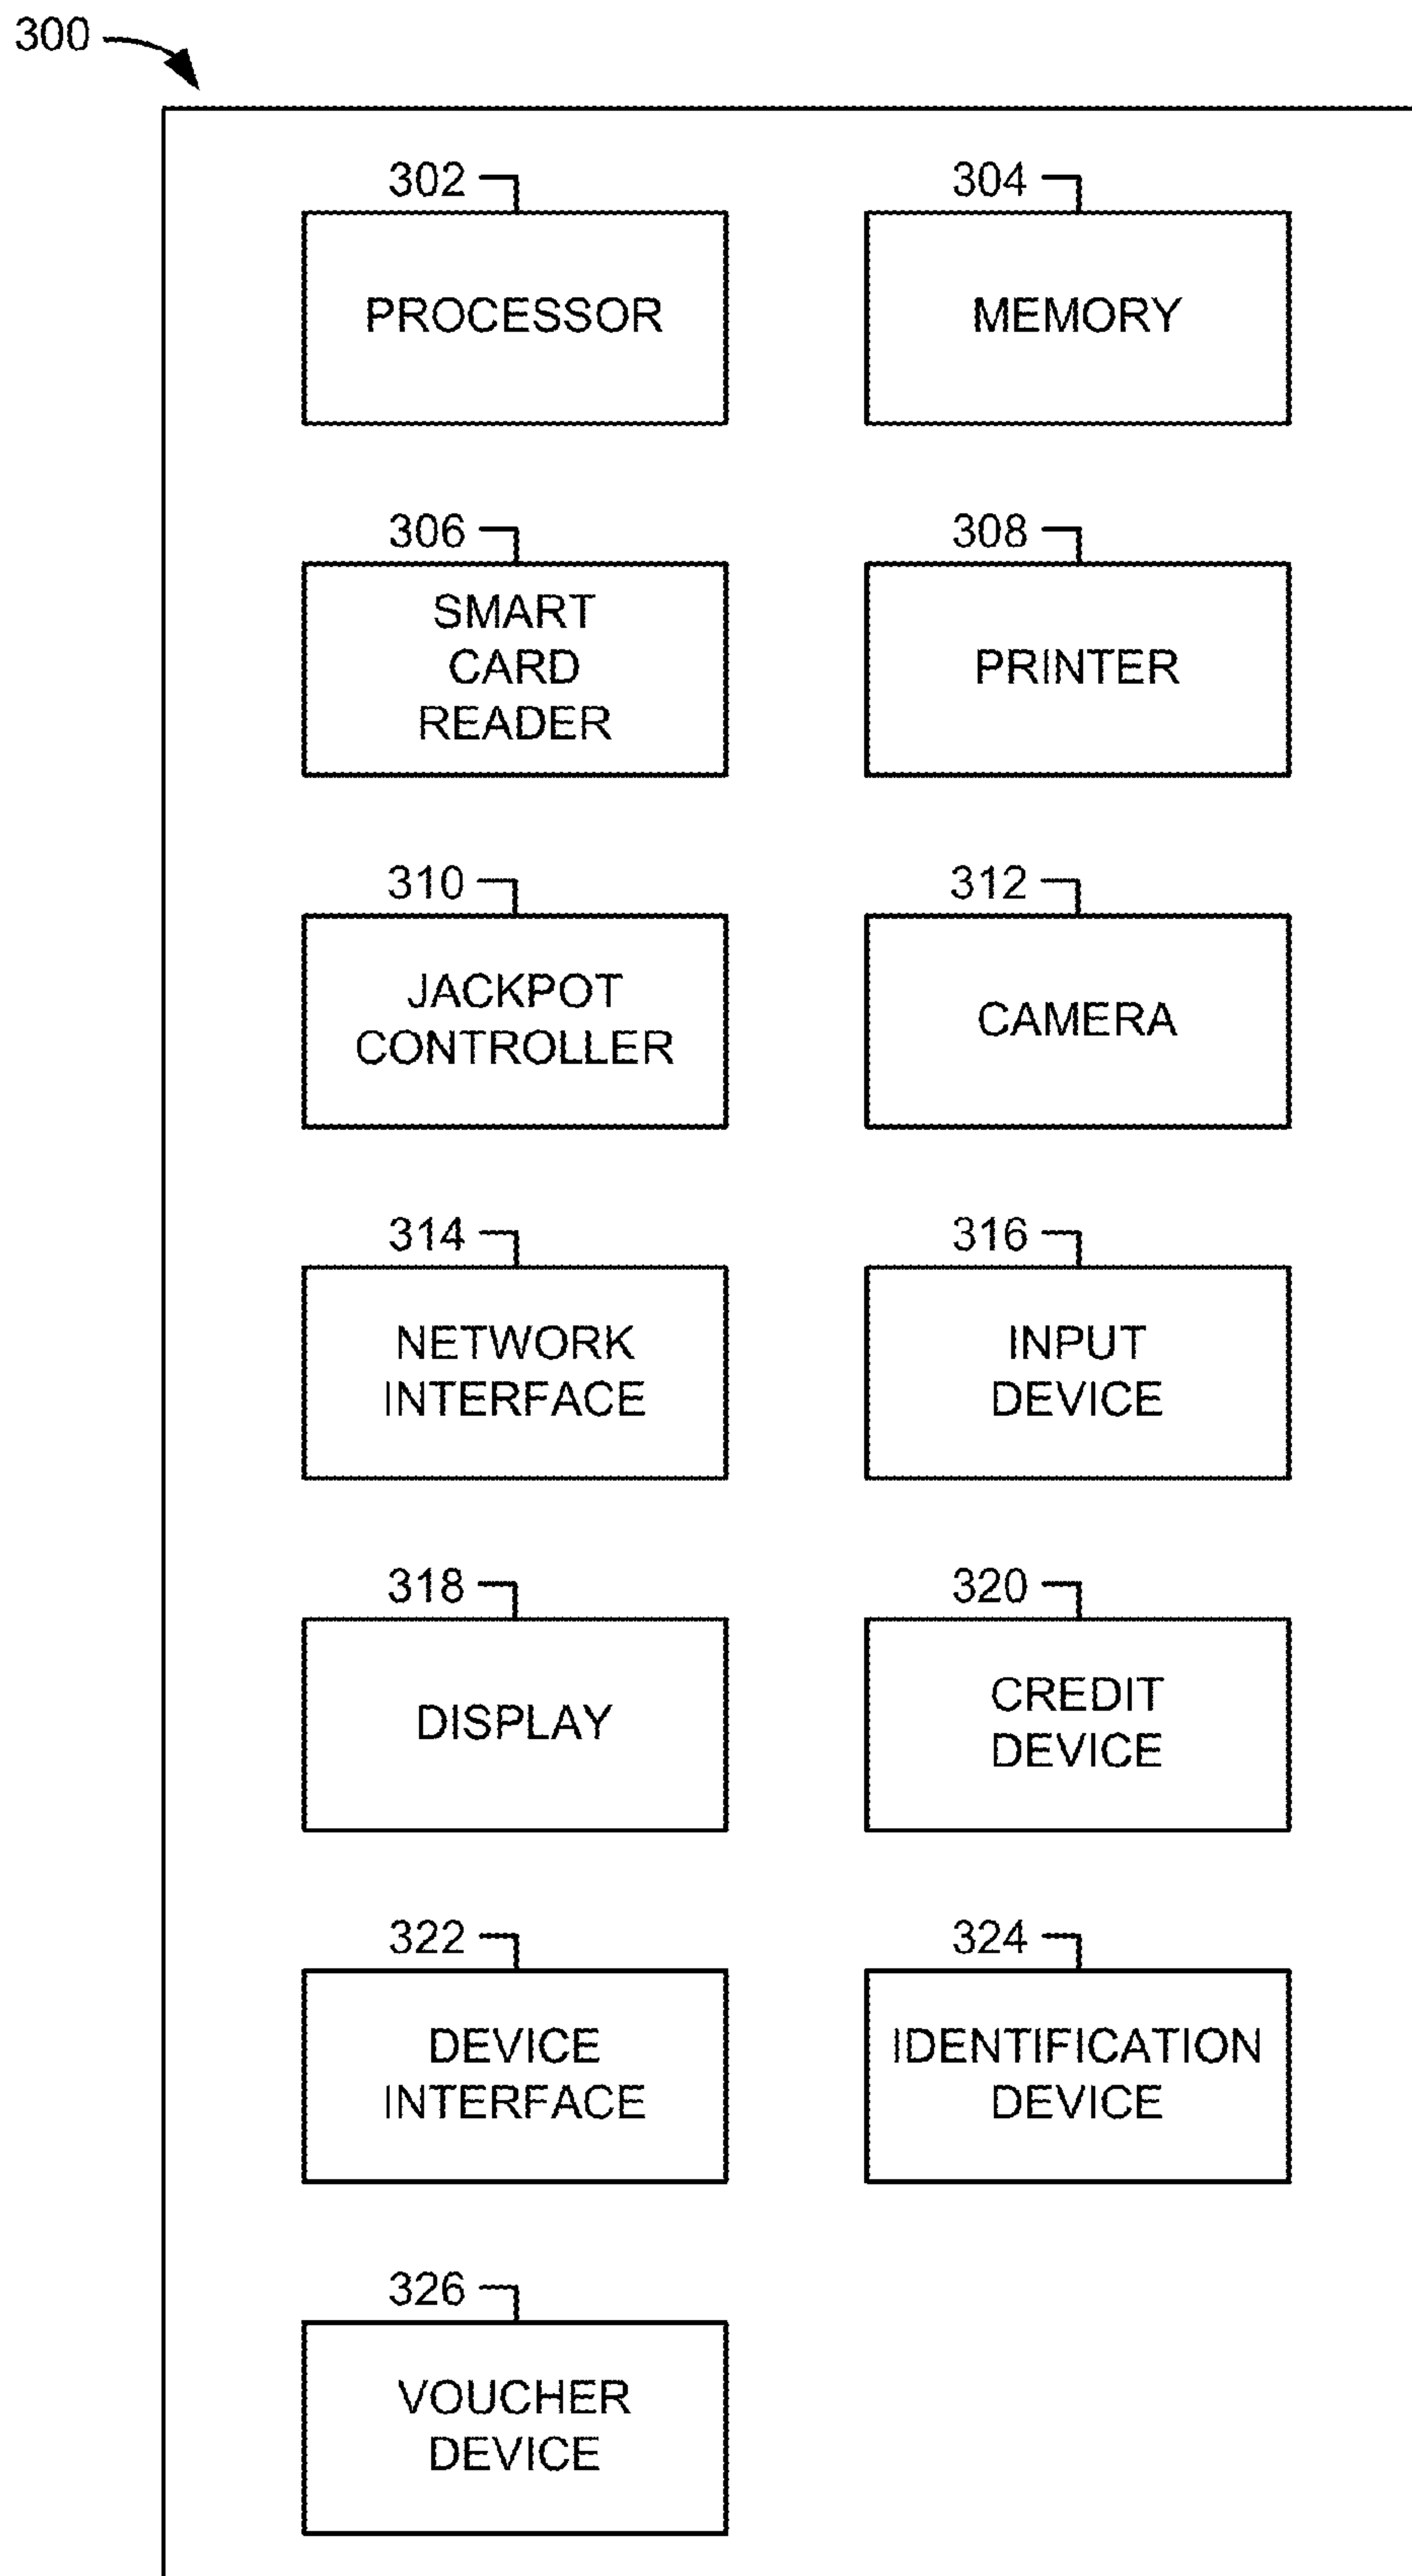 300
302
304
PROCESSOR
MEMORY
306
308
SMART
CARD
READER
PRINTER
310
312
JACKPOT
CONTROLLER
CAMERA
314
316
NETWORK
INTERFACE
INPUT
DEVICE
318
320
DISPLAY
CREDIT
DEVICE
322
324
DEVICE
INTERFACE
IDENTIFICATION
DEVICE
326
VOUCHER
DEVICE